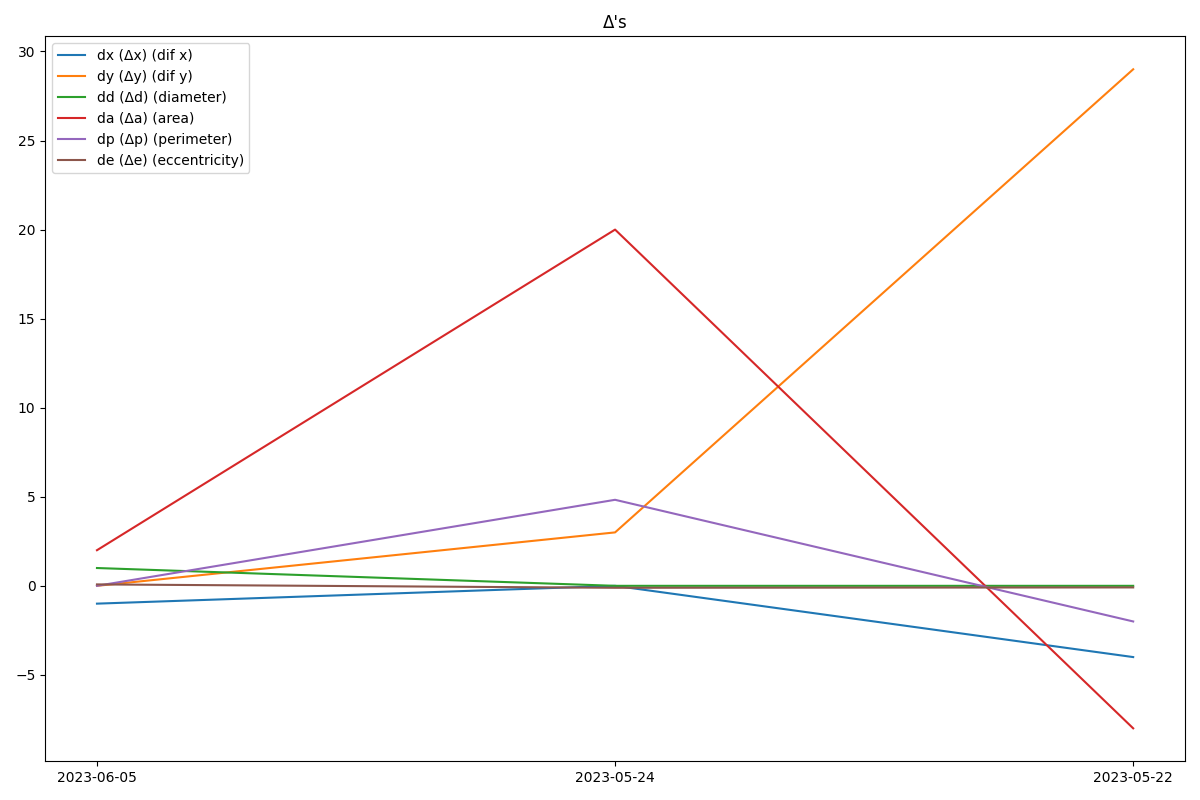 Δ's
dx (Δx) (dif x)
dy (Δy) (dif y)
dd (Δd) (diameter)
da (Δa) (area)
dp (Δp) (perimeter)
de (Δe) (eccentricity)
30
25
20
15
10
5
0
−5
2023-06-05 2023-05-24 2023-05-22